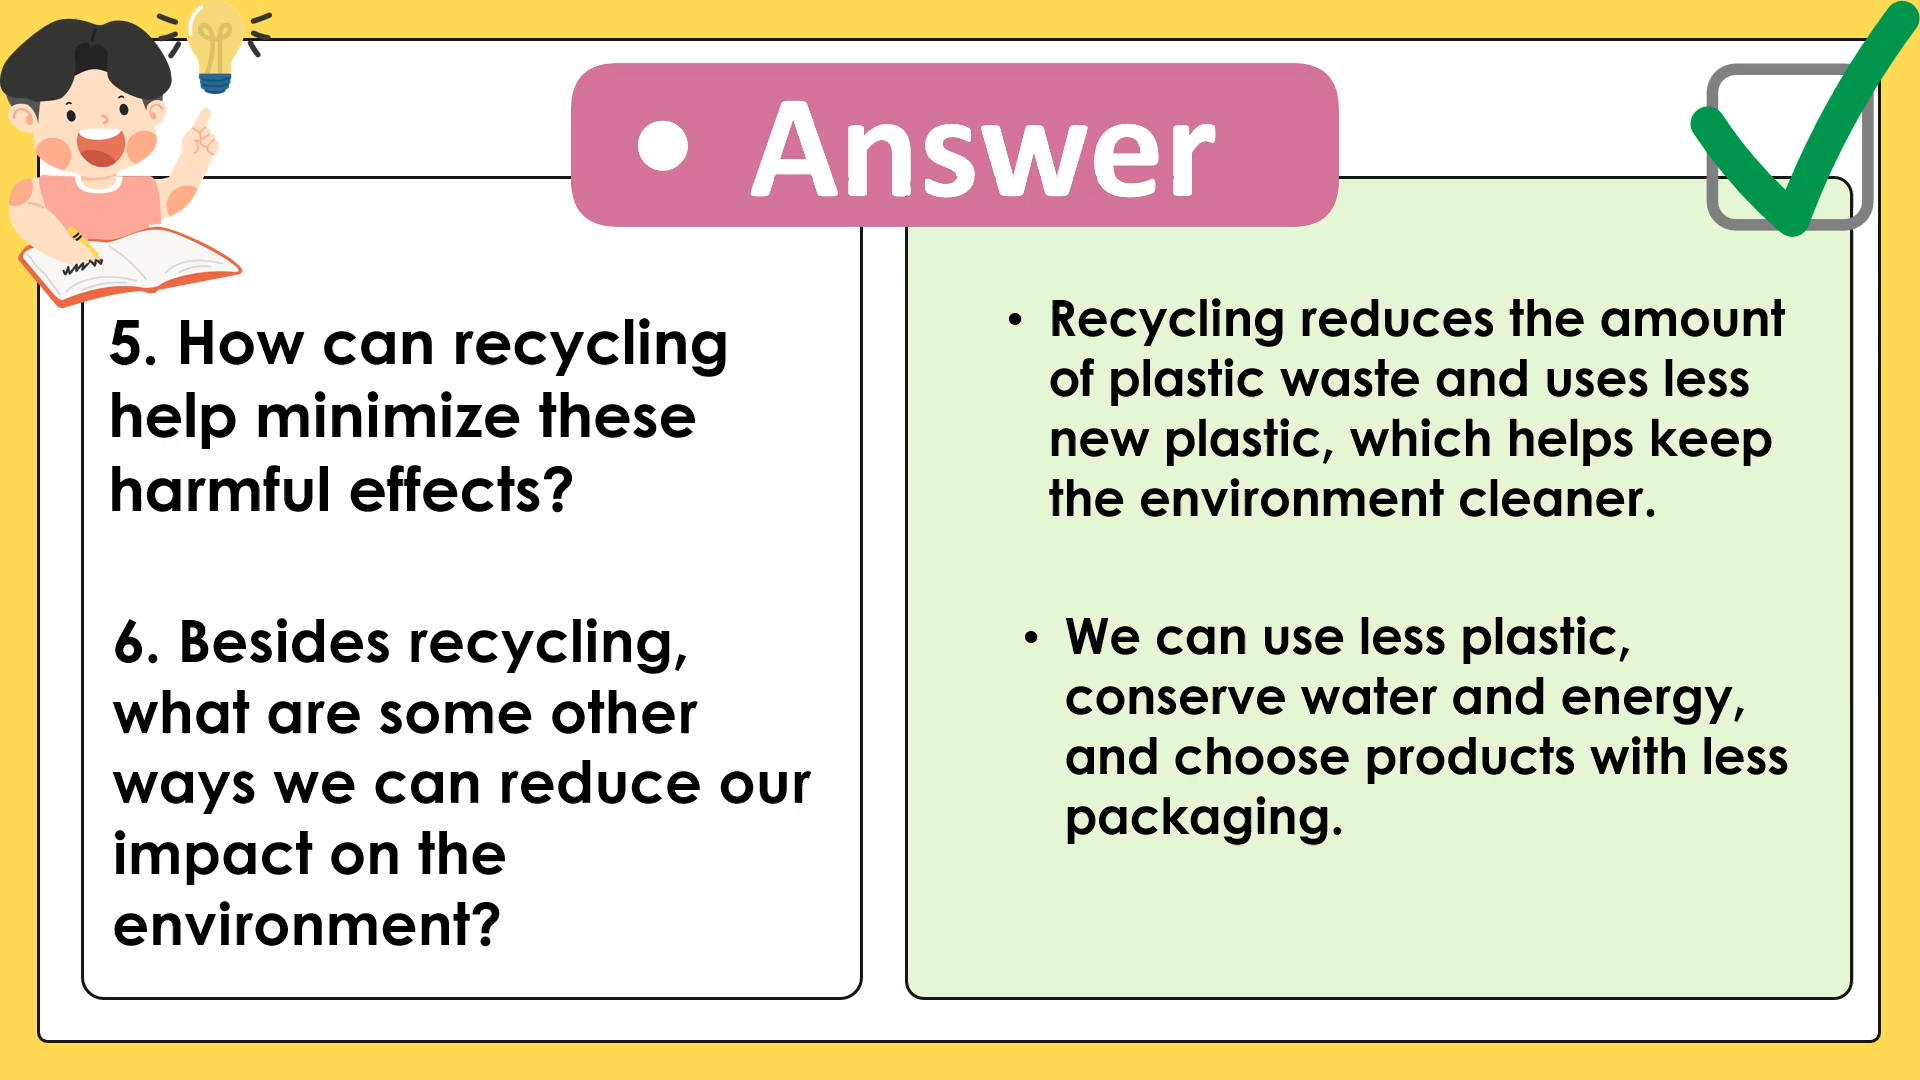 • Answer
5. How can recycling
help minimize these
harmful effects?
6. Besides recycling,
what are some other
ways we can reduce our
impact on the
environment?
• Recycling reduces the amount
of plastic waste and uses less
new plastic, which helps keep
the environment cleaner.
• We can use less plastic,
conserve water and energy,
and choose products with less
packaging.